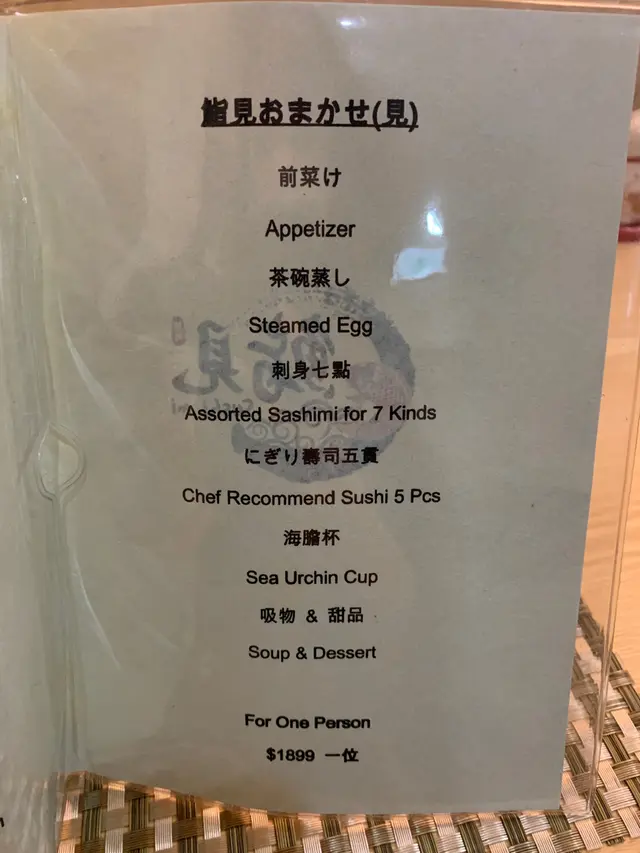 鮨見おまかせ(見)
前菜け
Appetizer
茶碗蒸し
Steamed Egg
刺身七點
Assorted Sashimi for 7 Kinds
にぎり壽司五貫
Chef Recommend Sushi 5 Pcs
海膽杯
Sea Urchin Cup
吸物 & 甜品
Soup & Dessert
For One Person
$1899 一位